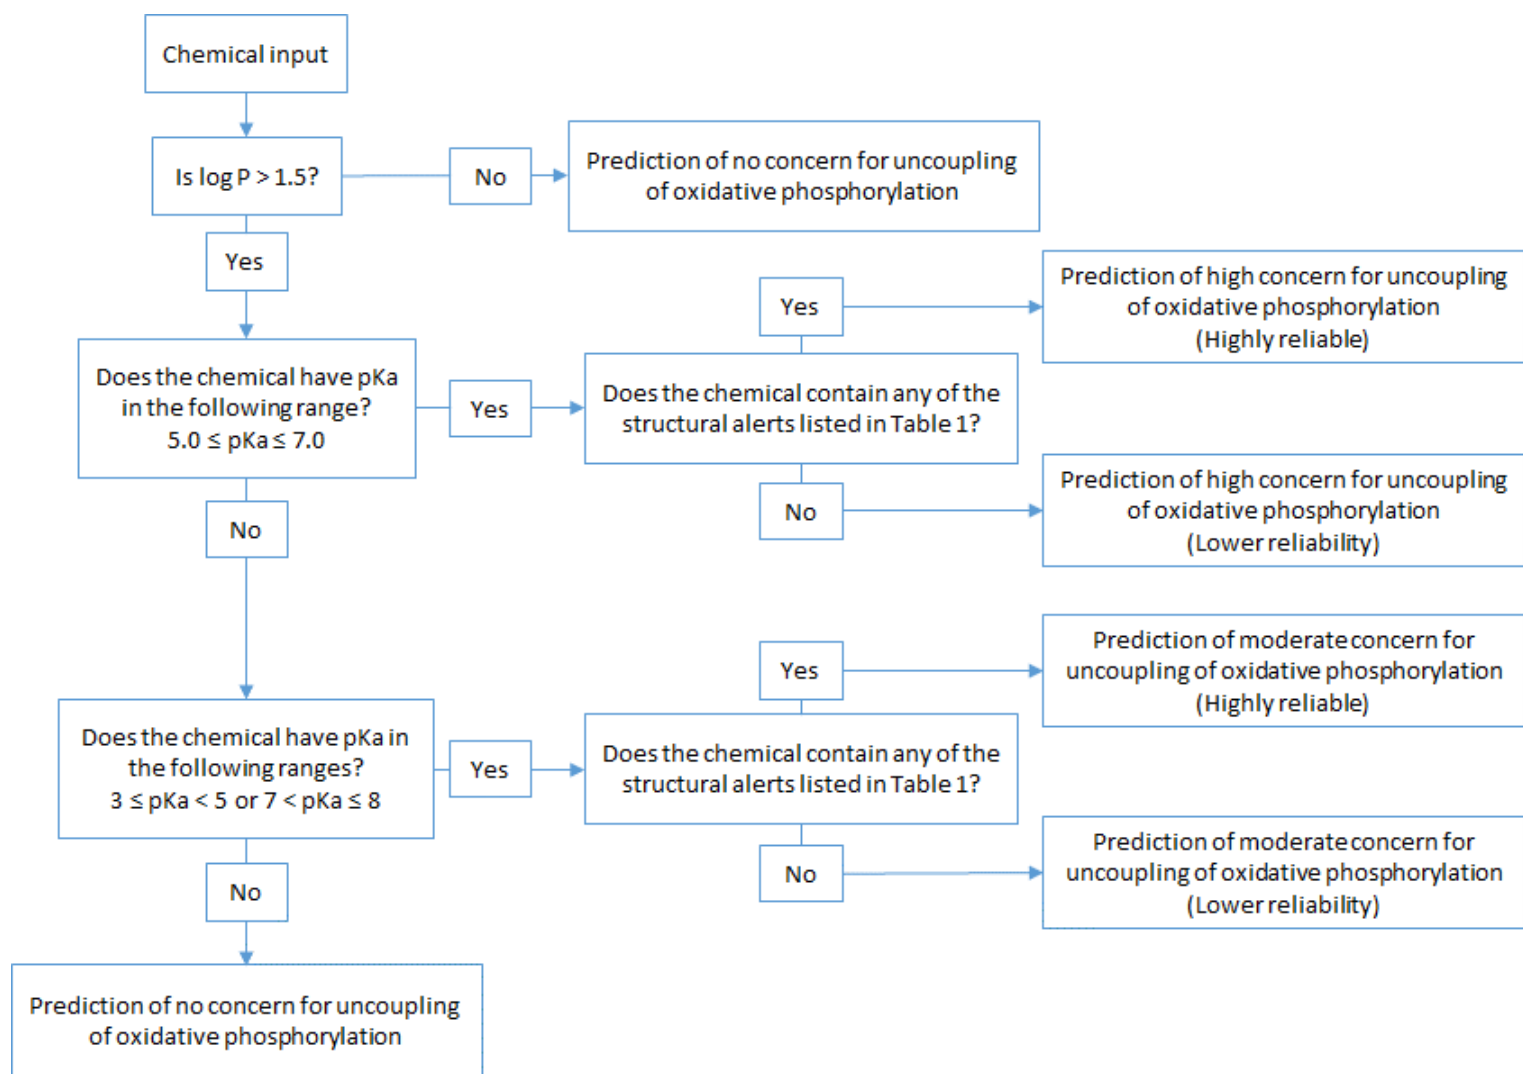 Chemical input
Is log P > 1.5?
No
Prediction of no concern for uncoupling
of oxidative phosphorylation
Yes
Does the chemical have pKa
in the following range?
5.0 ≤ pKa ≤ 7.0
Yes
Does the chemical contain any of the
structural alerts listed in Table 1?
Yes
Prediction of high concern for uncoupling
of oxidative phosphorylation
(Highly reliable)
No
Prediction of high concern for uncoupling
of oxidative phosphorylation
(Lower reliability)
No
Does the chemical have pKa in
the following ranges?
3 ≤ pKa < 5 or 7 < pKa ≤ 8
Yes
Does the chemical contain any of the
structural alerts listed in Table 1?
Yes
Prediction of moderate concern for
uncoupling of oxidative phosphorylation
(Highly reliable)
No
Prediction of moderate concern for
uncoupling of oxidative phosphorylation
(Lower reliability)
No
Prediction of no concern for uncoupling
of oxidative phosphorylation